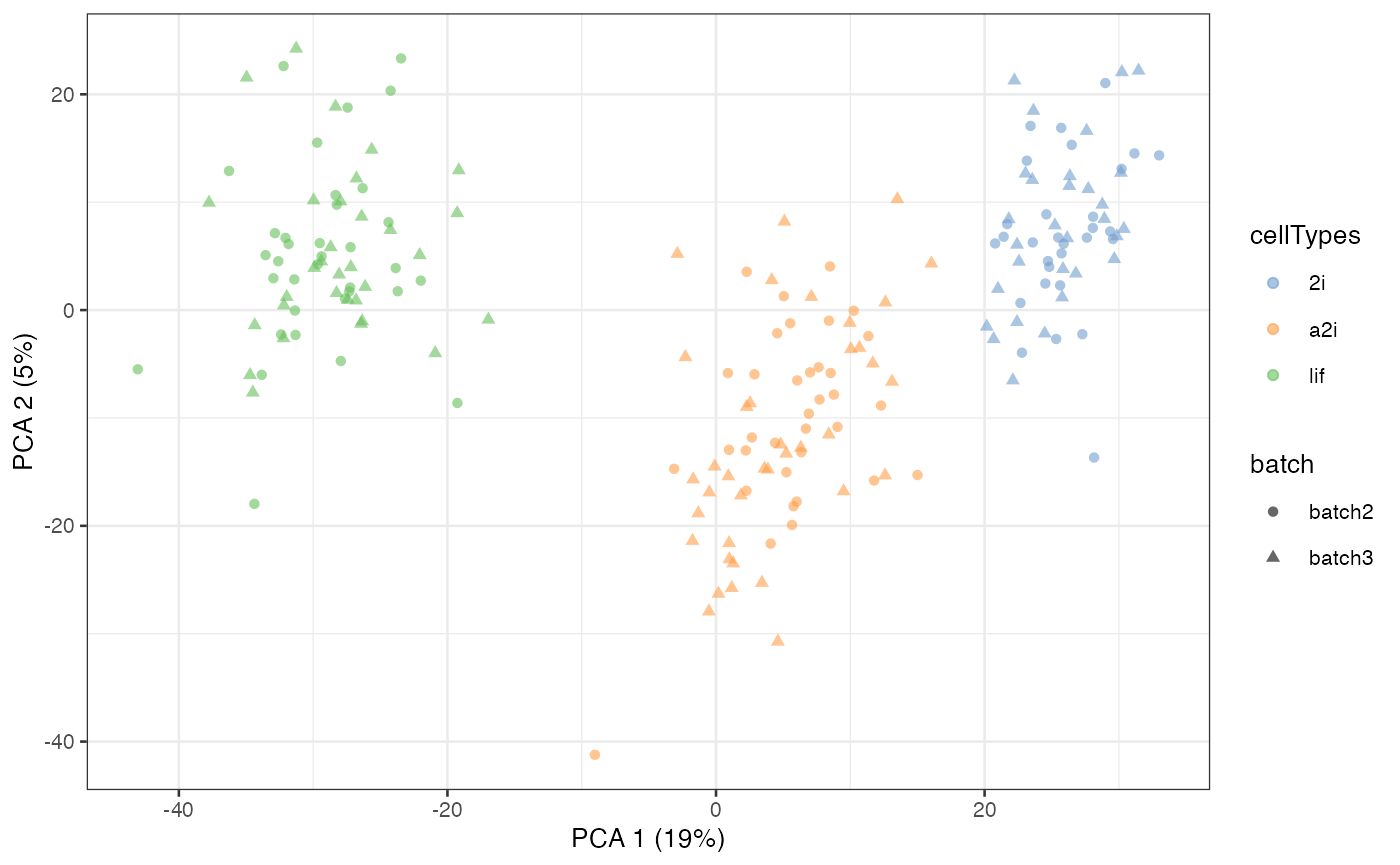 20
0
-20
-40
-40
-20
0
20
PCA 1 (19%)
PCA 2 (5%)
cellTypes
2i
a2i
lif
batch
batch2
batch3